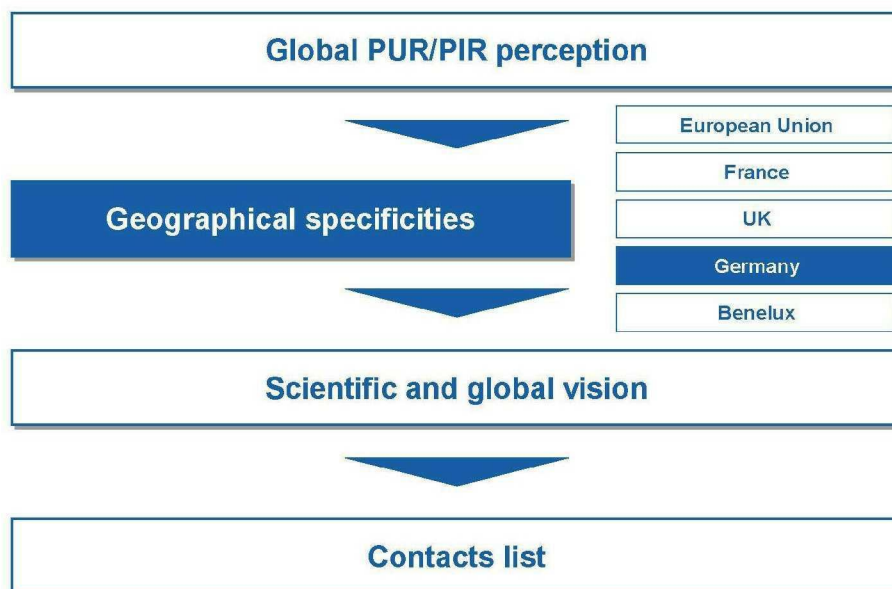 Global PUR/PIR perception
European Union
France
Geographical specificities
UK
Germany
Benelux
Scientific and global vision
Contacts list